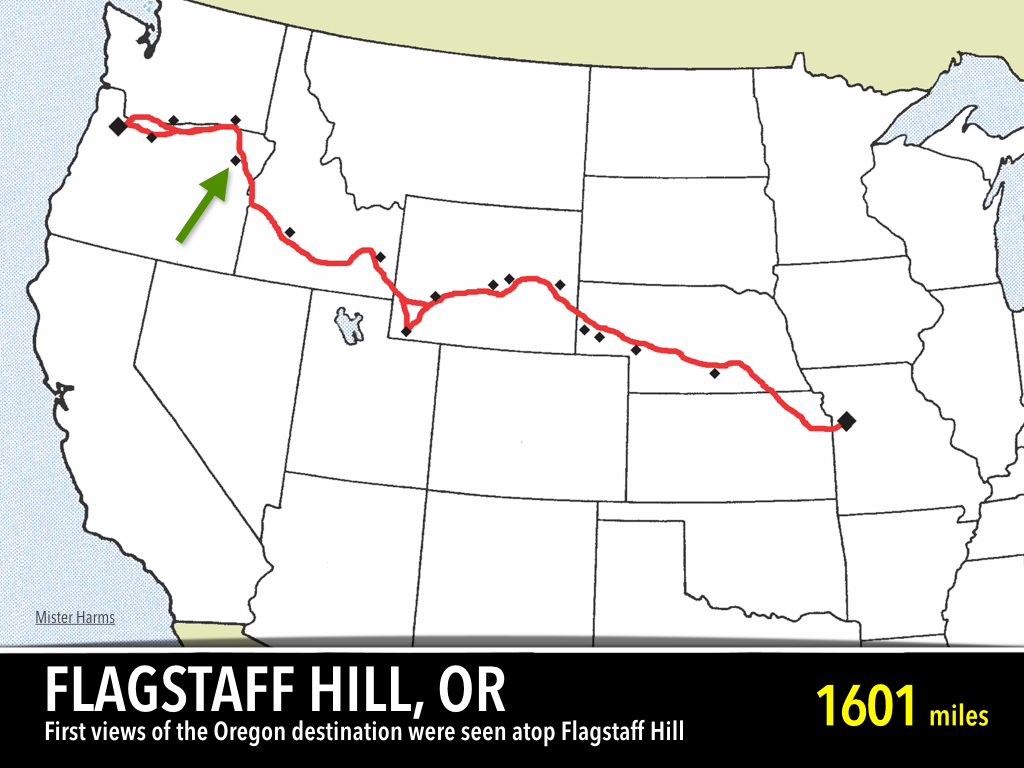 Mister Harms
FLAGSTAFF HILL, OR
First views of the Oregon destination were seen atop Flagstaff Hill
1601 miles